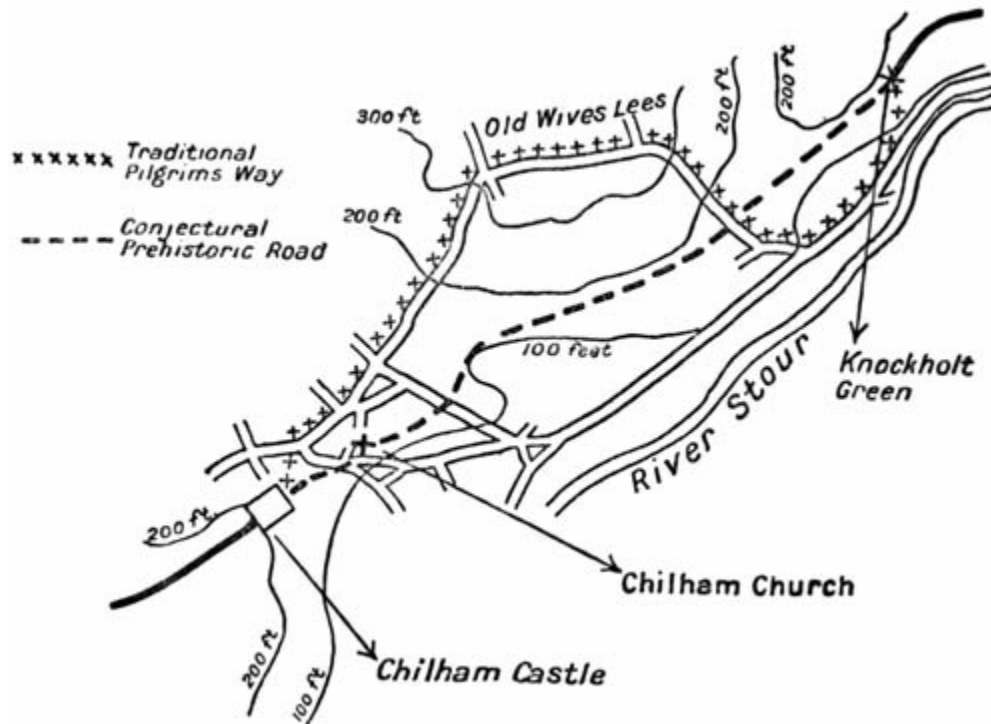 Old Wives Lees
300 ft
200 ft
200 ft
Traditional
Pilgrims Way
200 ft
Conjectural
Prehistoric Road
100 feet
Knockholt
Green
River Stour
200 ft
Chilham Church
Chilham Castle
200 ft
100 ft